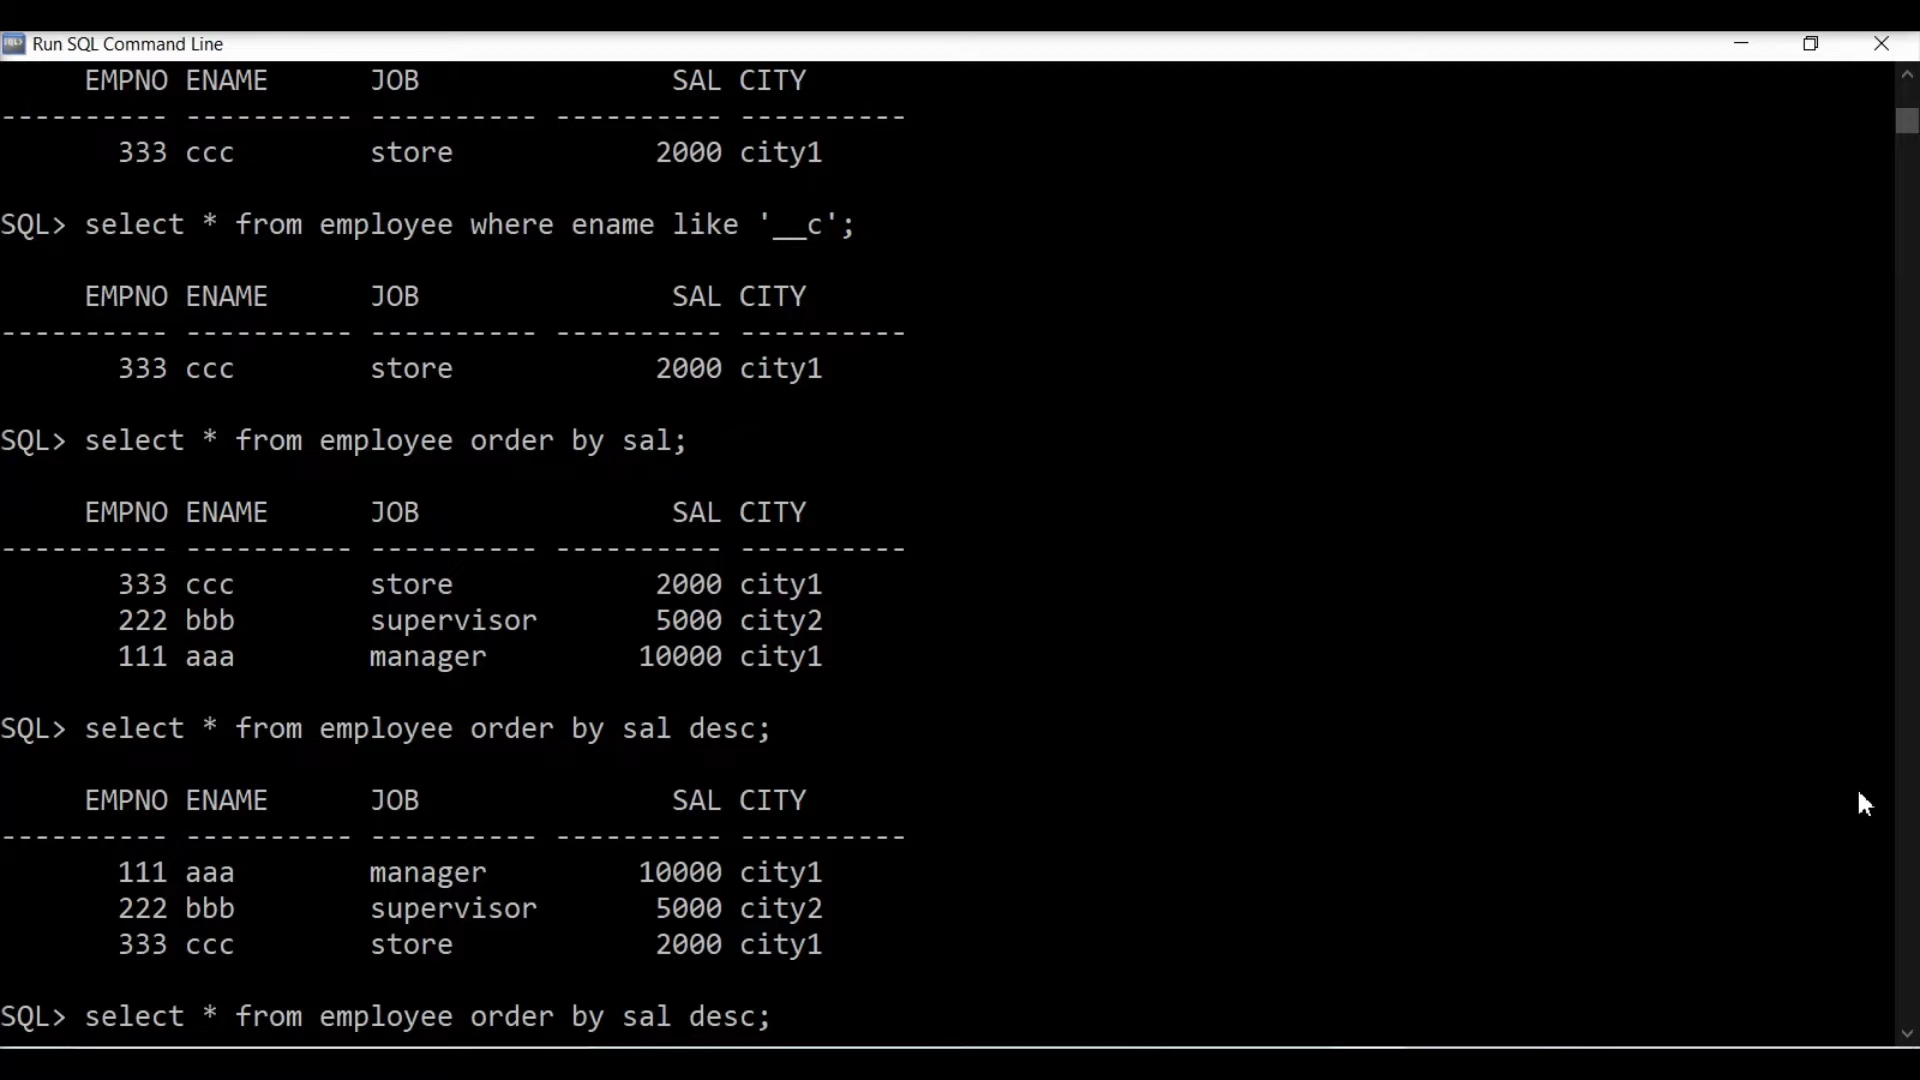 Run SQL Command Line
     EMPNO ENAME      JOB               SAL CITY
---------- ---------- ---------- ---------- ----------
       333 ccc        store            2000 city1
SQL> select * from employee where ename like '__c';
     EMPNO ENAME      JOB               SAL CITY
---------- ---------- ---------- ---------- ----------
       333 ccc        store            2000 city1
SQL> select * from employee order by sal;
     EMPNO ENAME      JOB               SAL CITY
---------- ---------- ---------- ---------- ----------
       333 ccc        store            2000 city1
       222 bbb        supervisor       5000 city2
       111 aaa        manager         10000 city1
SQL> select * from employee order by sal desc;
     EMPNO ENAME      JOB               SAL CITY
---------- ---------- ---------- ---------- ----------
       111 aaa        manager         10000 city1
       222 bbb        supervisor       5000 city2
       333 ccc        store            2000 city1
SQL> select * from employee order by sal desc;